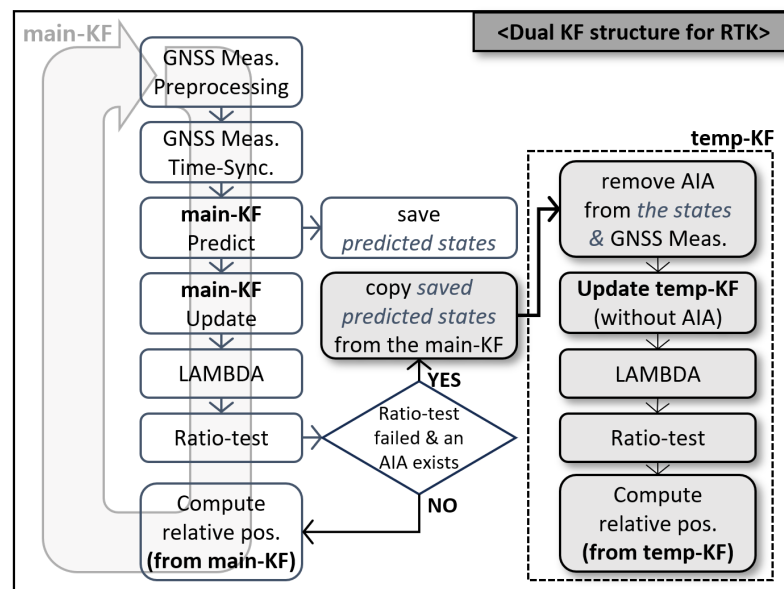 main-KF
<Dual KF structure for RTK>
GNSS Meas.
Preprocessing
GNSS Meas.
Time-Sync.
main-KF
Predict
save
predicted states
main-KF
Update
copy saved
predicted states
from the main-KF
LAMBDA
YES
Ratio-test
Ratio-test
failed & an
AIA exists
NO
Compute
relative pos.
(from main-KF)
temp-KF
remove AIA
from the states
& GNSS Meas.
Update temp-KF
(without AIA)
LAMBDA
Ratio-test
Compute
relative pos.
(from temp-KF)